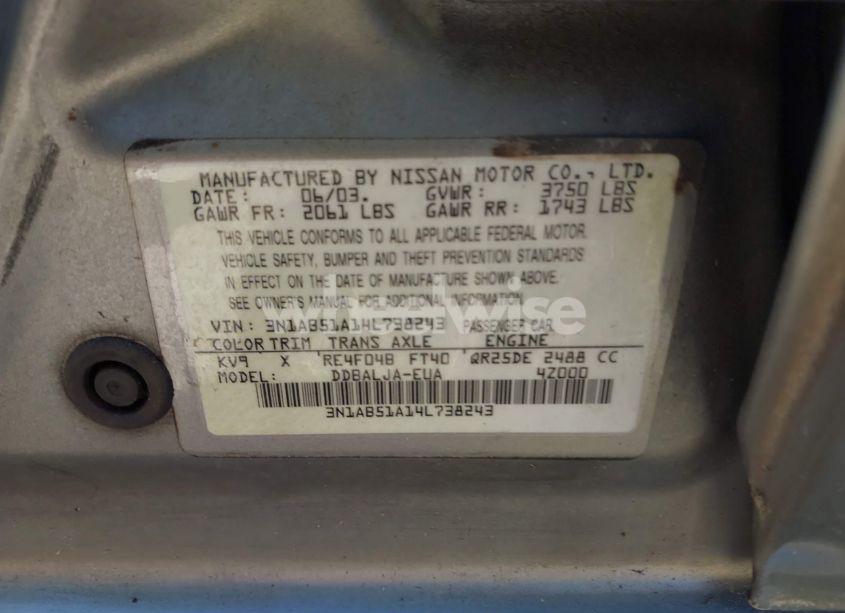 MANUFACTURED BY NISSAN MOTOR CO., LTD.
DATE: 06/03. GVWR: 3750 LBS
GAWR FR: 2061 LBS GAWR RR: 1743 LBS
THIS VEHICLE CONFORMS TO ALL APPLICABLE FEDERAL MOTOR
VEHICLE SAFETY, BUMPER AND THEFT PREVENTION STANDARDS
IN EFFECT ON THE DATE OF MANUFACTURE SHOWN ABOVE.
SEE OWNER'S MANUAL FOR ADDITIONAL INFORMATION.
VIN: 3N1AB51A14L738243 PASSENGER CAR
COLOR TRIM TRANS AXLE ENGINE
KV9 X RE4F04B FT40 QR25DE 2488 CC
MODEL: DDBALJA-EUA 42000
3N1AB51A14L738243